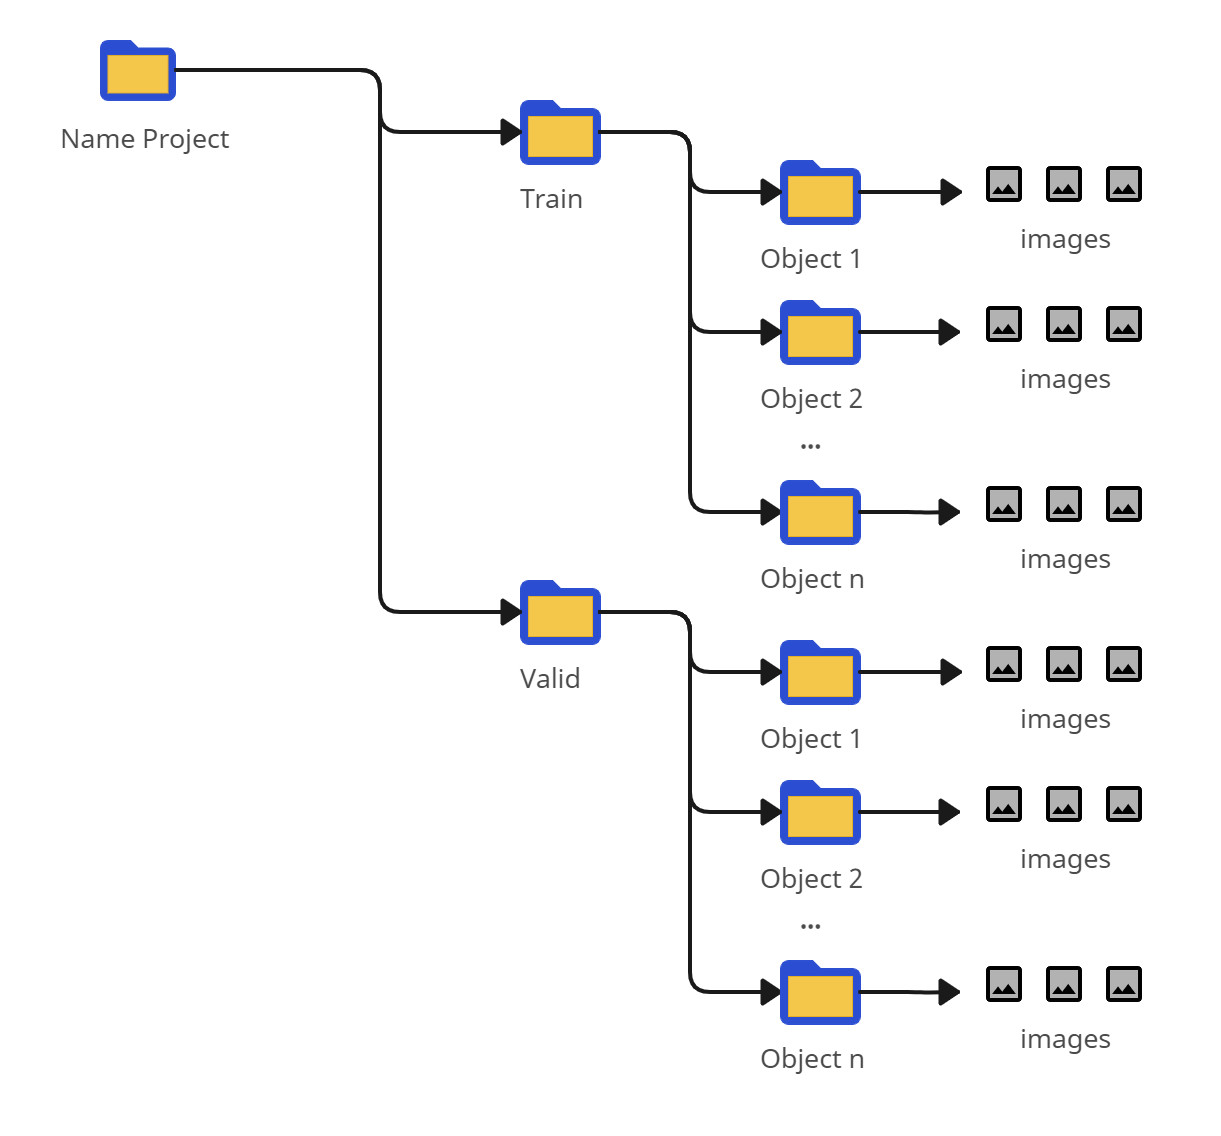 Name Project
Train
Object 1
images
Object 2
images
...
Object n
images
Valid
Object 1
images
Object 2
images
...
Object n
images